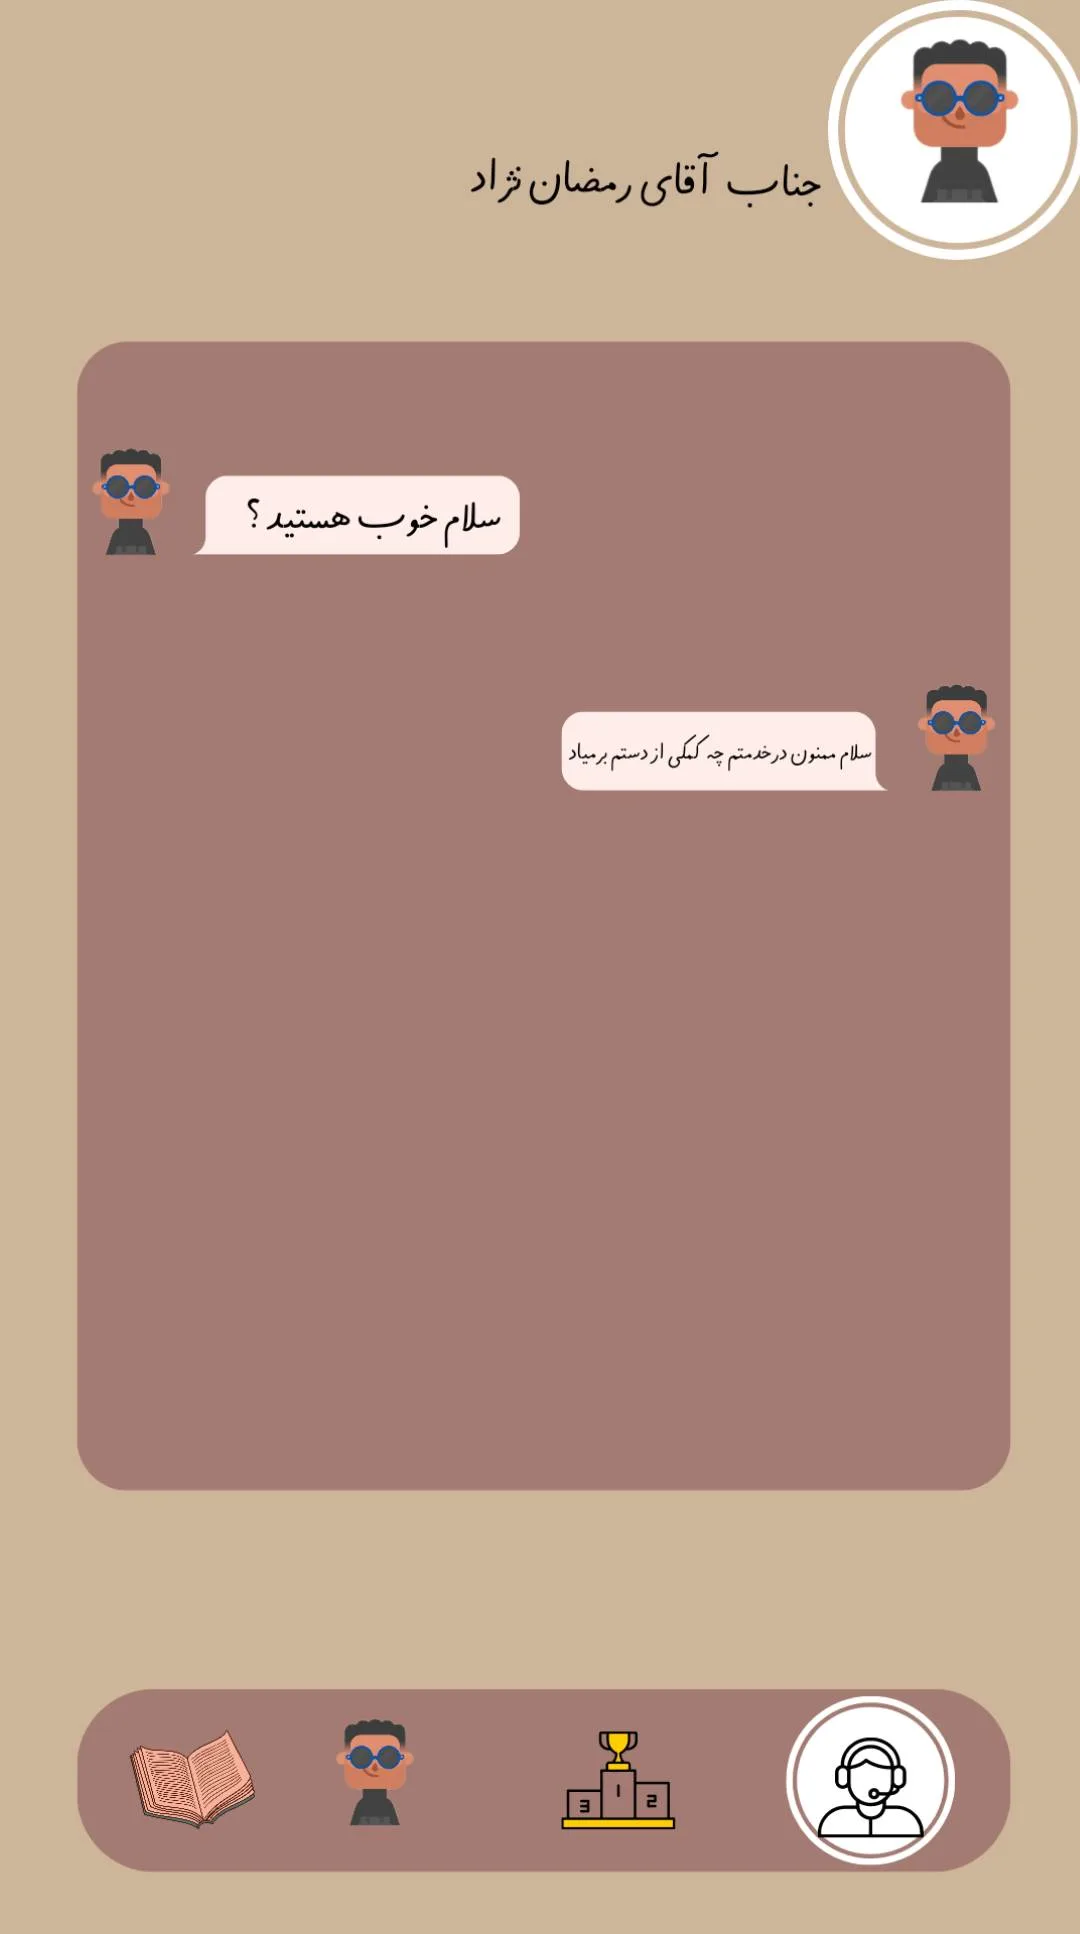 جناب آقای رمضان نژاد
سلام خوب هستید ؟
سلام ممنون درخدمتم چه کمکی از دستم برمیاد
1
2
3